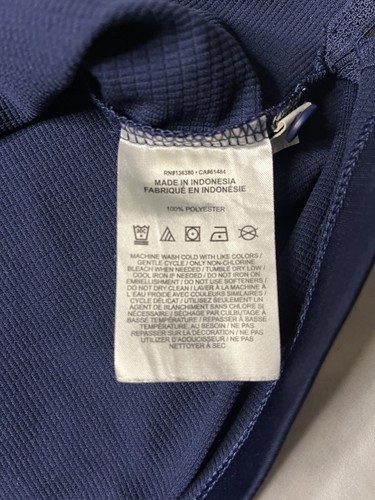 RN#136380 • CA#61484
MADE IN INDONESIA
FABRIQUÉ EN INDONÉSIE
100% POLYESTER
MACHINE WASH COLD WITH LIKE COLORS /
GENTLE CYCLE / ONLY NON-CHLORINE
BLEACH WHEN NEEDED / TUMBLE DRY LOW /
COOL IRON IF NEEDED / DO NOT IRON ON
EMBELLISHMENT / DO NOT USE SOFTENERS /
DO NOT DRY CLEAN / LAVER À LA MACHINE À
L'EAU FROIDE AVEC COULEURS SIMILAIRES /
CYCLE DÉLICAT / UTILISEZ SEULEMENT UN
AGENT DE BLANCHIMENT SANS CHLORE SI
NÉCESSAIRE / SÉCHAGE PAR CULBUTAGE À
BASSE TEMPÉRATURE / REPASSER À BASSE
TEMPÉRATURE, AU BESOIN / NE PAS
REPASSER SUR LA DÉCORATION / NE PAS
UTILISER D'ADOUCISSEUR / NE PAS
NETTOYER À SEC